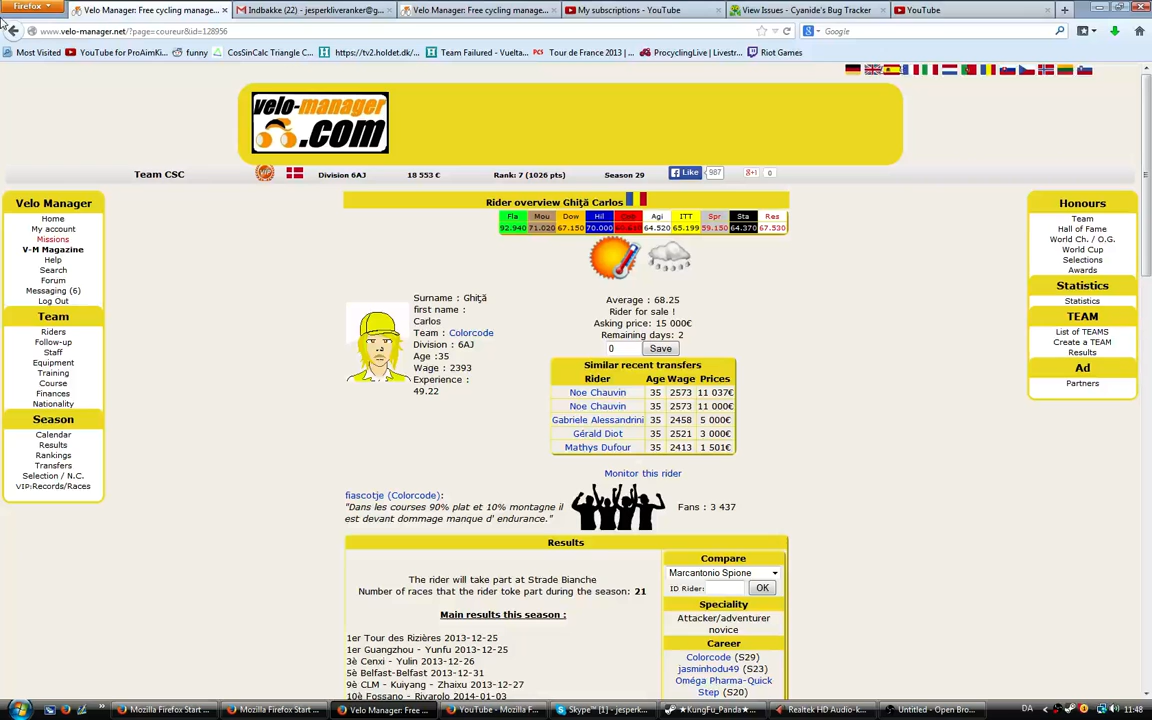 Firefox
Velo Manager: Free cycling manage...
Indbakke (22) - jesperkliveranker@g...
Velo Manager: Free cycling manage...
My subscriptions - YouTube
View Issues - Cyanide's Bug Tracker
YouTube
www.velo-manager.net/?page=coureur&id=128956
Google
Most Visited
YouTube for ProAimKi...
funny
CosSinCalc Triangle C...
https://tv2.holdet.dk/...
Team Failured - Vuelta...
PCS Tour de France 2013 |...
ProcyclingLive | Livestr...
Riot Games
velo-manager
.com
Team CSC
VIP
Division 6AJ
18 553 €
Rank: 7 (1026 pts)
Season 29
Like
987
+1
0
Velo Manager
Home
My account
Missions
V-M Magazine
Help
Search
Forum
Messaging (6)
Log Out
Team
Riders
Follow-up
Staff
Equipment
Training
Course
Finances
Nationality
Season
Calendar
Results
Rankings
Transfers
Selection / N.C.
VIP:Records/Races
Rider overview Ghiţă Carlos
Fla Mou Dow Hil Agi ITT Spr Sta Res
92.940 71.020 67.150 70.000 64.520 65.199 59.150 64.370 67.530
Surname : Ghiţă
first name :
Carlos
Team : Colorcode
Division : 6AJ
Age :35
Wage : 2393
Experience :
49.22
Average : 68.25
Rider for sale !
Asking price: 15 000€
Remaining days: 2
0
Save
Similar recent transfers
Rider Age Wage Prices
Noe Chauvin 35 2573 11 037€
Noe Chauvin 35 2573 11 000€
Gabriele Alessandrini 35 2458 5 000€
Gérald Diot 35 2521 3 000€
Mathys Dufour 35 2413 1 501€
Monitor this rider
fiascotje (Colorcode):
"Dans les courses 90% plat et 10% montagne il
est devant dommage manque d' endurance."
Fans : 3 437
Results
The rider will take part at Strade Bianche
Number of races that the rider toke part during the season: 21
Main results this season :
1er Tour des Rizières 2013-12-25
1er Guangzhou - Yunfu 2013-12-25
3è Cenxi - Yulin 2013-12-26
5è Belfast-Belfast 2013-12-31
9è CLM - Kuiyang - Zhaixu 2013-12-27
10è Fossano - Rivarolo 2014-01-03
Compare
Marcantonio Spione
ID Rider:
OK
Speciality
Attacker/adventurer
novice
Career
Colorcode (S29)
jasminhodu49 (S23)
Oméga Pharma-Quick
Step (S20)
Honours
Team
Hall of Fame
World Ch. / O.G.
World Cup
Selections
Awards
Statistics
Statistics
TEAM
List of TEAMS
Create a TEAM
Results
Ad
Partners
Mozilla Firefox Start ...
Mozilla Firefox Start ...
Velo Manager: Free ...
YouTube - Mozilla F...
Skype™ [1] - jesperk...
★KungFu_Panda★...
Realtek HD Audio-k...
Untitled - Open Bro...
DA
11:48